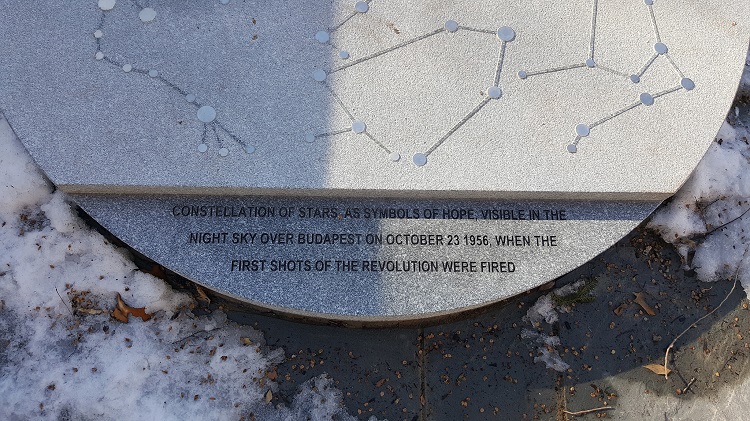 CONSTELLATION OF STARS AS SYMBOLS OF HOPE, VISIBLE IN THE
NIGHT SKY OVER BUDAPEST ON OCTOBER 23 1956, WHEN THE
FIRST SHOTS OF THE REVOLUTION WERE FIRED